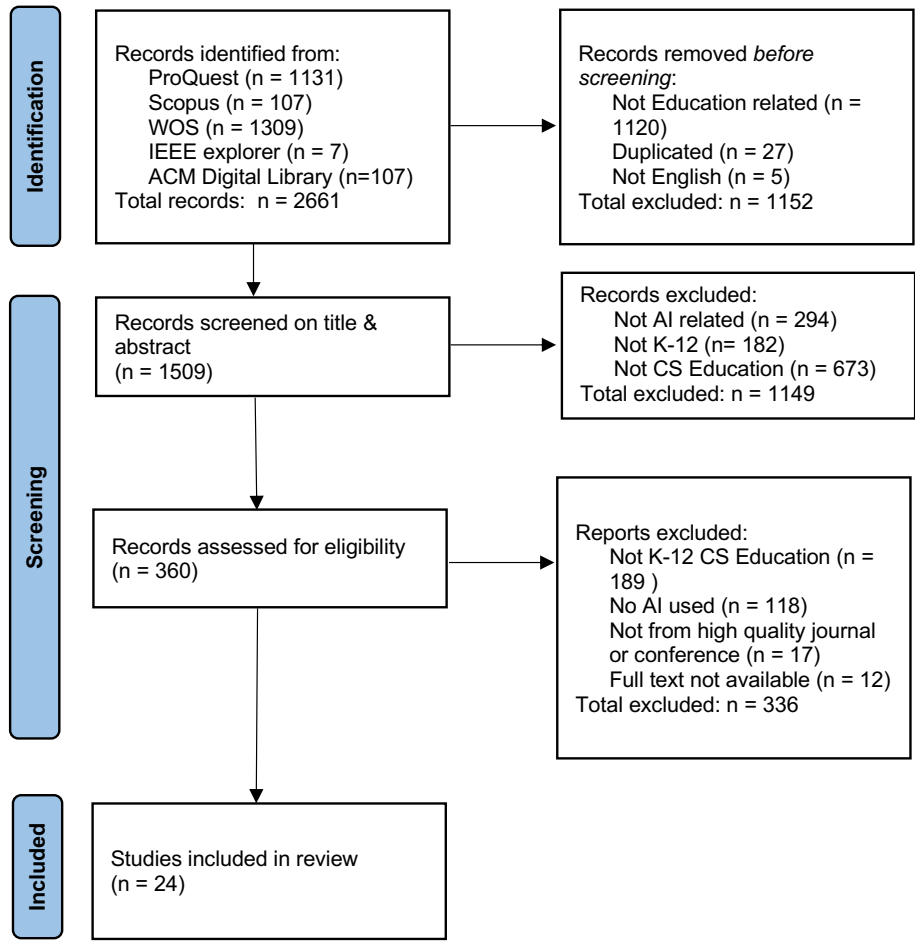 Identification
Records identified from:
ProQuest (n = 1131)
Scopus (n = 107)
WOS (n = 1309)
IEEE explorer (n = 7)
ACM Digital Library (n=107)
Total records:  n = 2661
Records removed before
screening:
Not Education related (n =
1120)
Duplicated (n = 27)
Not English (n = 5)
Total excluded: n = 1152
Screening
Records screened on title &
abstract
(n = 1509)
Records excluded:
Not AI related (n = 294)
Not K-12 (n= 182)
Not CS Education (n = 673)
Total excluded: n = 1149
Records assessed for eligibility
(n = 360)
Reports excluded:
Not K-12 CS Education (n =
189 )
No AI used (n = 118)
Not from high quality journal
or conference (n = 17)
Full text not available (n = 12)
Total excluded: n = 336
Included
Studies included in review
(n = 24)